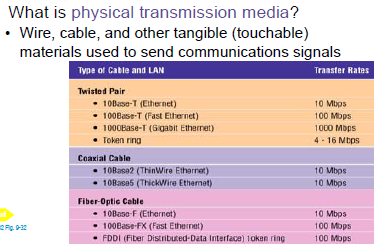 What is physical transmission media?
• Wire, cable, and other tangible (touchable)
materials used to send communications signals
Type of Cable and LAN Transfer Rates
Twisted Pair
• 10Base-T (Ethernet) 10 Mbps
• 100Base-T (Fast Ethernet) 100 Mbps
• 1000Base-T (Gigabit Ethernet) 1000 Mbps
• Token ring 4 - 16 Mbps
Coaxial Cable
• 10Base2 (ThinWire Ethernet) 10 Mbps
• 10Base5 (ThickWire Ethernet) 10 Mbps
Fiber-Optic Cable
• 10Base-F (Ethernet) 10 Mbps
• 100Base-FX (Fast Ethernet) 100 Mbps
• FDDI (Fiber Distributed-Data Interface) Token ring 100 Mbps
Fig. 9-32